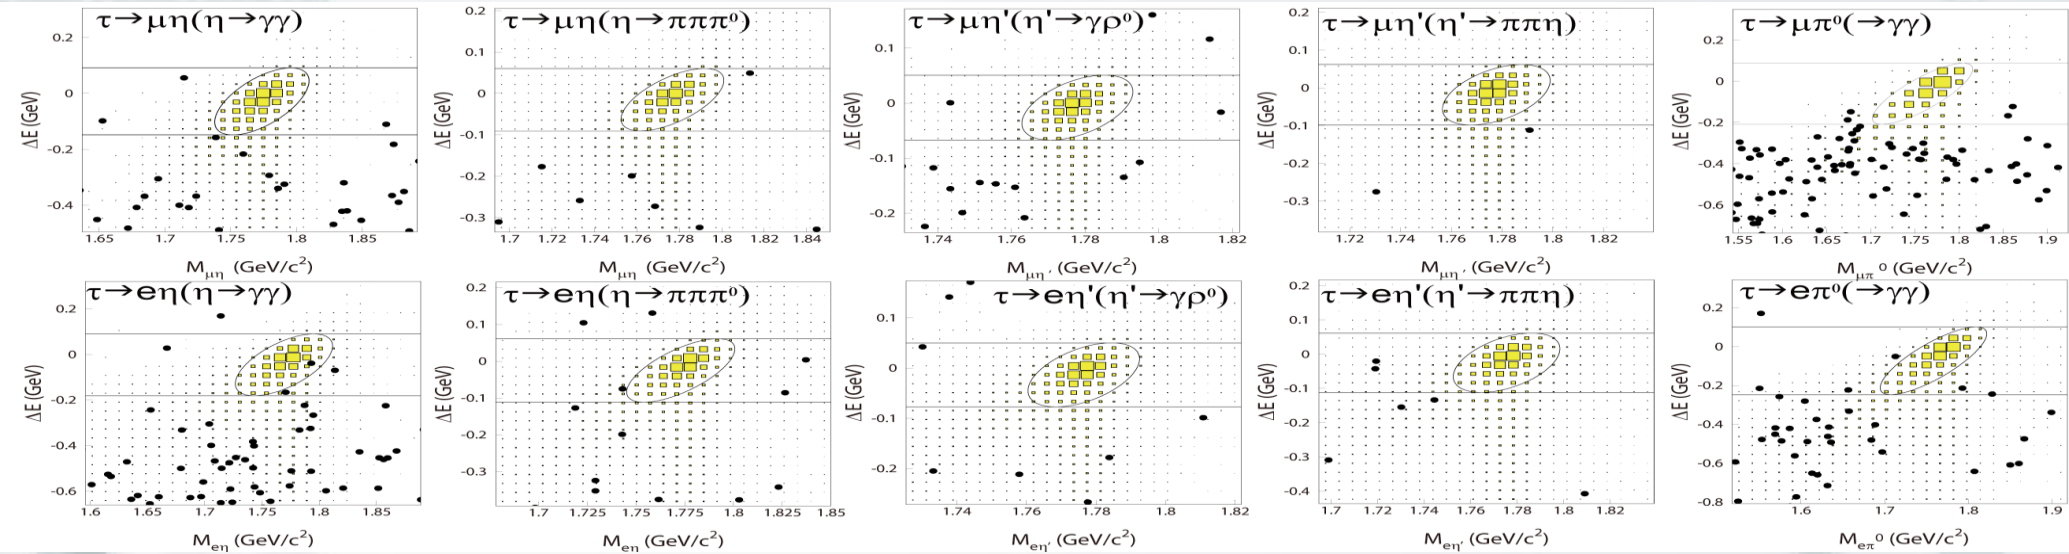 τ→μη(η→γγ)
0.2
0
-0.2
-0.4
ΔE (GeV)
1.65 1.7 1.75 1.8 1.85
Mμη (GeV/c²)
τ→μη(η→πππ⁰)
0.2
0.1
0
-0.1
-0.2
-0.3
ΔE (GeV)
1.7 1.72 1.74 1.76 1.78 1.8 1.82 1.84
Mμη (GeV/c²)
τ→μη'(η'→γρ⁰)
0.1
0
-0.1
-0.2
ΔE (GeV)
1.74 1.76 1.78 1.8 1.82
Mμη' (GeV/c²)
τ→μη'(η'→ππη)
0.2
0.1
0
-0.1
-0.2
-0.3
ΔE (GeV)
1.72 1.74 1.76 1.78 1.8 1.82
Mμη' (GeV/c²)
τ→μπ⁰(→γγ)
0.2
0
-0.2
-0.4
-0.6
ΔE (GeV)
1.55 1.6 1.65 1.7 1.75 1.8 1.85 1.9
Mμπ⁰ (GeV/c²)
τ→eη(η→γγ)
0.2
0
-0.2
-0.4
-0.6
ΔE (GeV)
1.6 1.65 1.7 1.75 1.8 1.85
Meη (GeV/c²)
τ→eη(η→πππ⁰)
0.2
0.1
0
-0.1
-0.2
-0.3
ΔE (GeV)
1.7 1.725 1.75 1.775 1.8 1.825 1.85
Meη (GeV/c²)
τ→eη'(η'→γρ⁰)
0.1
0
-0.1
-0.2
ΔE (GeV)
1.74 1.76 1.78 1.8 1.82
Meη' (GeV/c²)
τ→eη'(η'→ππη)
0.2
0.1
0
-0.1
-0.2
-0.3
-0.4
ΔE (GeV)
1.7 1.72 1.74 1.76 1.78 1.8 1.82
Meη' (GeV/c²)
τ→eπ⁰(→γγ)
0.2
0
-0.2
-0.4
-0.6
-0.8
ΔE (GeV)
1.6 1.7 1.8 1.9
Meπ⁰ (GeV/c²)